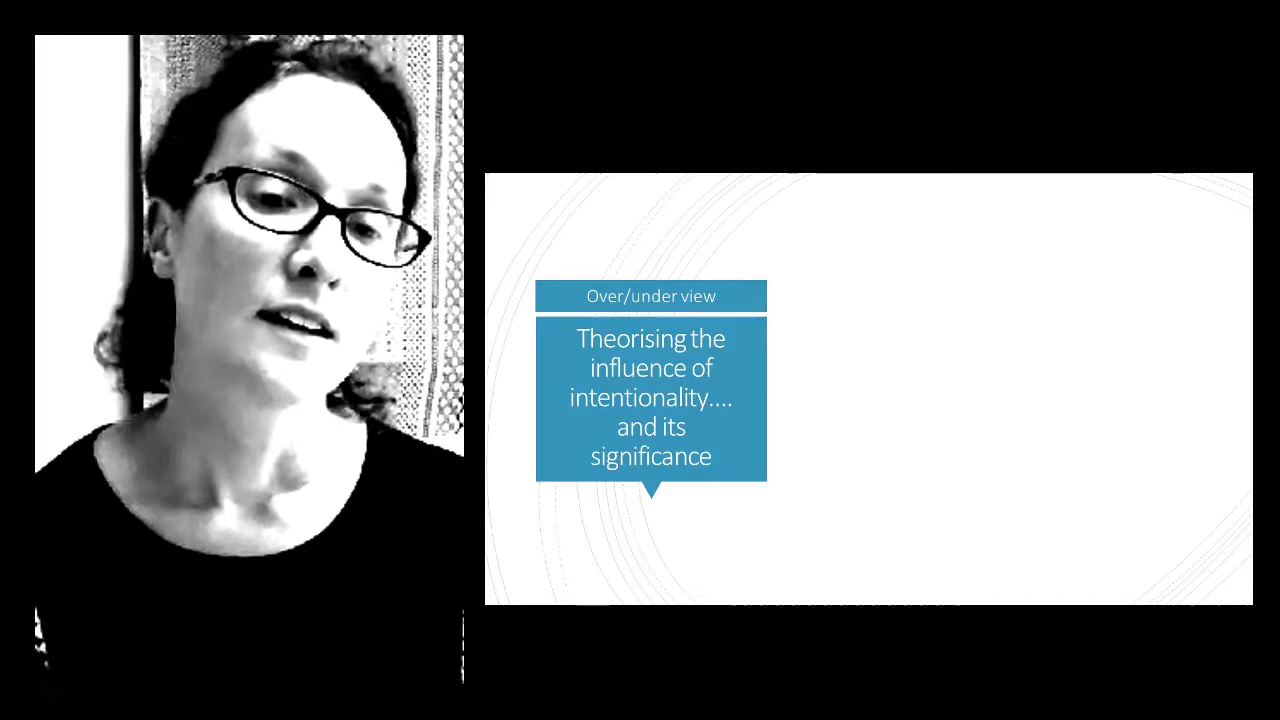 Over/under view
Theorising the
influence of
intentionality....
and its
significance